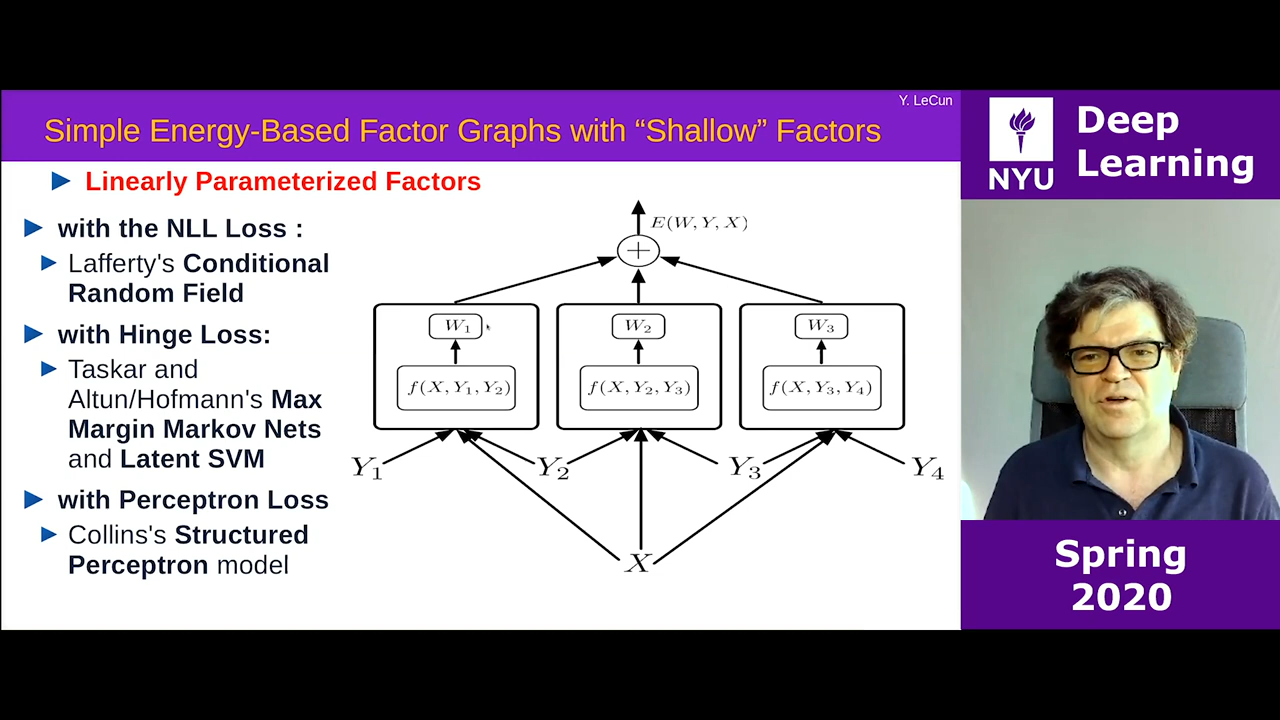 Y. LeCun
Simple Energy-Based Factor Graphs with “Shallow” Factors
Linearly Parameterized Factors
with the NLL Loss :
Lafferty's Conditional
Random Field
with Hinge Loss:
Taskar and
Altun/Hofmann's Max
Margin Markov Nets
and Latent SVM
with Perceptron Loss
Collins's Structured
Perceptron model
E(W, Y, X)
+
W₁ W₂ W₃
f(X, Y₁, Y₂) f(X, Y₂, Y₃) f(X, Y₃, Y₄)
Y₁ Y₂ Y₃ Y₄
X
NYU
Deep
Learning
Spring
2020